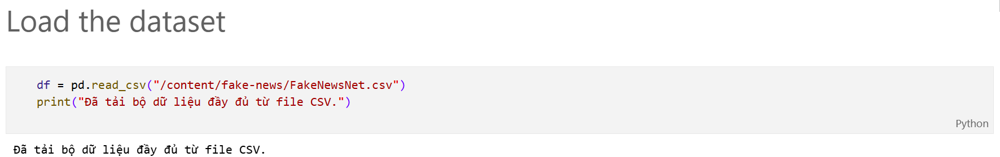 Load the dataset
df = pd.read_csv("/content/fake-news/FakeNewsNet.csv")
print("Đã tải bộ dữ liệu đầy đủ từ file CSV.")
Python
Đã tải bộ dữ liệu đầy đủ từ file CSV.